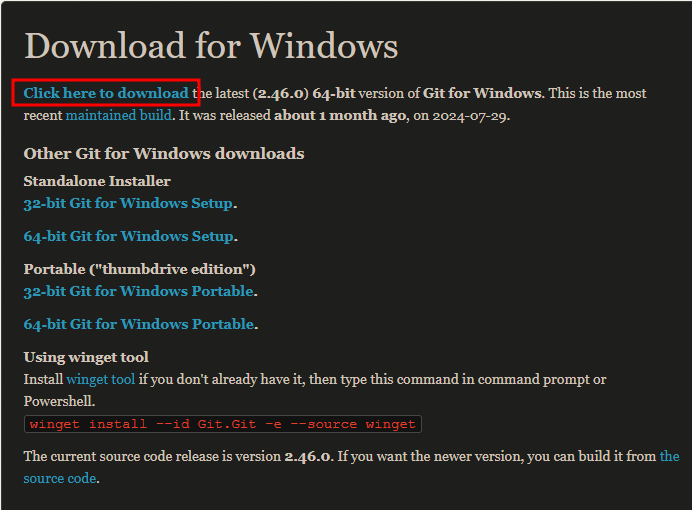 Download for Windows
Click here to download the latest (2.46.0) 64-bit version of Git for Windows. This is the most
recent maintained build. It was released about 1 month ago, on 2024-07-29.
Other Git for Windows downloads
Standalone Installer
32-bit Git for Windows Setup.
64-bit Git for Windows Setup.
Portable ("thumbdrive edition")
32-bit Git for Windows Portable.
64-bit Git for Windows Portable.
Using winget tool
Install winget tool if you don't already have it, then type this command in command prompt or
Powershell.
winget install --id Git.Git -e --source winget
The current source code release is version 2.46.0. If you want the newer version, you can build it from the
source code.